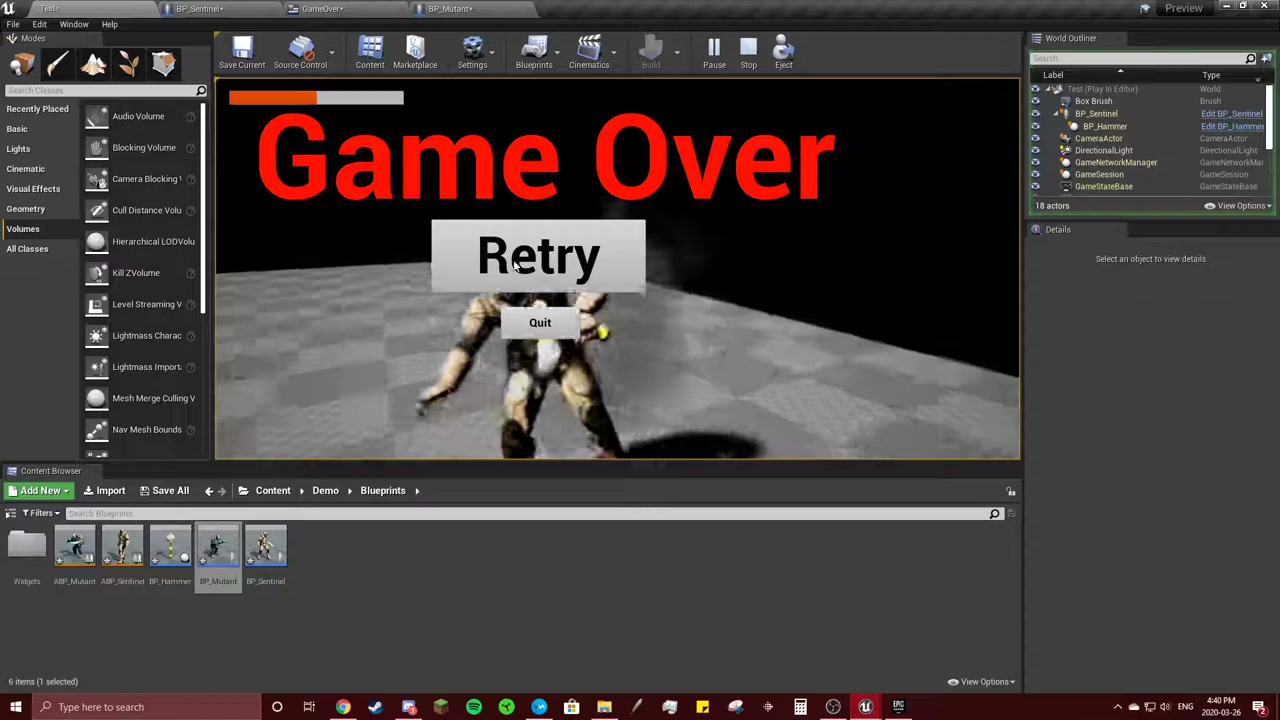 Test*
BP_Sentinel*
GameOver*
BP_Mutant*
Preview
File
Edit
Window
Help
Modes
Search Classes
Recently Placed
Basic
Lights
Cinematic
Visual Effects
Geometry
Volumes
All Classes
Audio Volume
Blocking Volume
Camera Blocking V
Cull Distance Volu
Hierarchical LODVolu
Kill ZVolume
Level Streaming V
Lightmass Charac
Lightmass Import
Mesh Merge Culling V
Nav Mesh Bounds
Save Current
Source Control
Content
Marketplace
Settings
Blueprints
Cinematics
Build
Pause
Stop
Eject
Game Over
Retry
Quit
World Outliner
Search...
Label
Type
Test (Play In Editor)
World
Box Brush
Brush
BP_Sentinel
Edit BP_Sentinel
BP_Hammer
Edit BP_Hammer
CameraActor
CameraActor
DirectionalLight
DirectionalLight
GameNetworkManager
GameNetworkMar
GameSession
GameSession
GameStateBase
GameStateBase
18 actors
View Options
Details
Select an object to view details.
Content Browser
Add New
Import
Save All
Content
Demo
Blueprints
Filters
Search Blueprints
Widgets
ABP_Mutant
ABP_Sentinel
BP_Hammer
BP_Mutant
BP_Sentinel
6 items (1 selected)
View Options
Type here to search
EPIC
ENG
4:40 PM
2020-03-26